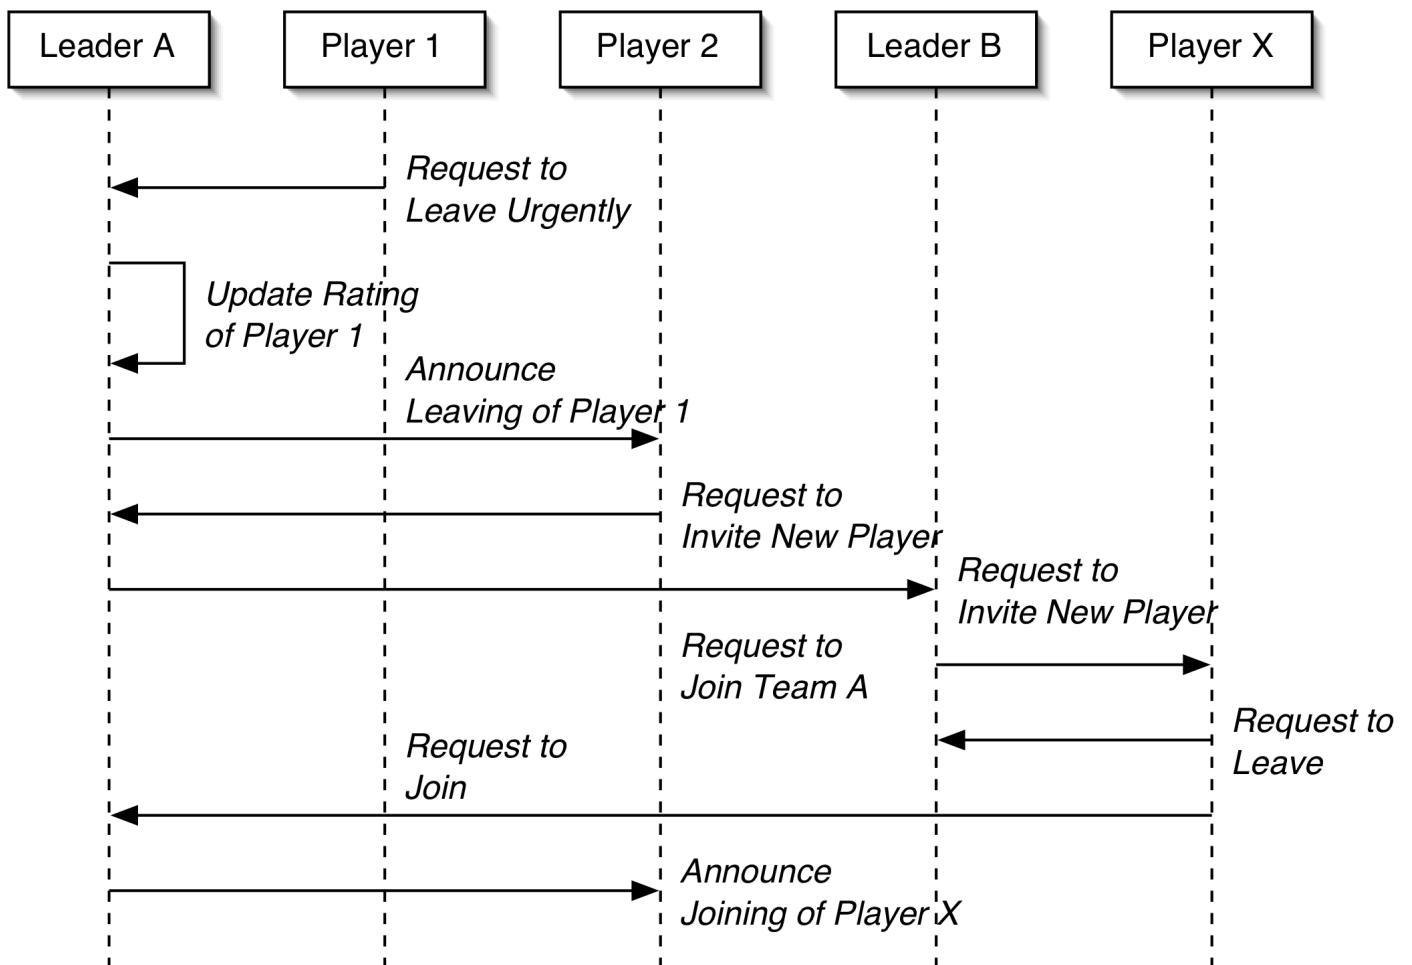 Leader A
Player 1
Player 2
Leader B
Player X
Request to
Leave Urgently
Update Rating
of Player 1
Announce
Leaving of Player 1
Request to
Invite New Player
Request to
Invite New Player
Request to
Join Team A
Request to
Leave
Request to
Join
Announce
Joining of Player X